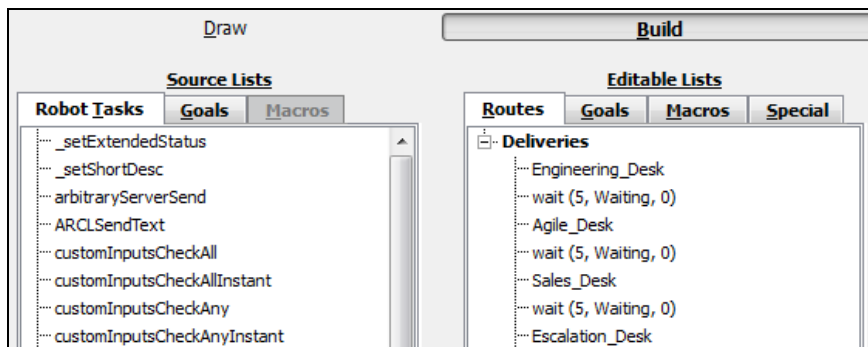 Draw
Build
Source Lists
Robot Tasks Goals Macros
_setExtendedStatus
_setShortDesc
arbitraryServerSend
ARCLSendText
customInputsCheckAll
customInputsCheckAllInstant
customInputsCheckAny
customInputsCheckAnyInstant
Editable Lists
Routes Goals Macros Special
Deliveries
Engineering_Desk
wait (5, Waiting, 0)
Agile_Desk
wait (5, Waiting, 0)
Sales_Desk
wait (5, Waiting, 0)
Escalation_Desk